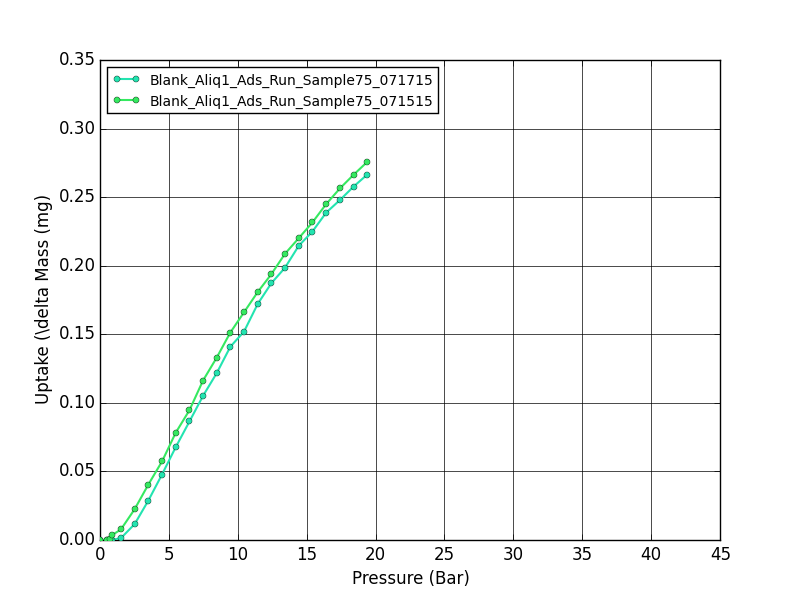 0.35
0.30
0.25
0.20
0.15
0.10
0.05
0.00
Uptake (\delta Mass (mg)
Blank_Aliq1_Ads_Run_Sample75_071715
Blank_Aliq1_Ads_Run_Sample75_071515
0 5 10 15 20 25 30 35 40 45
Pressure (Bar)